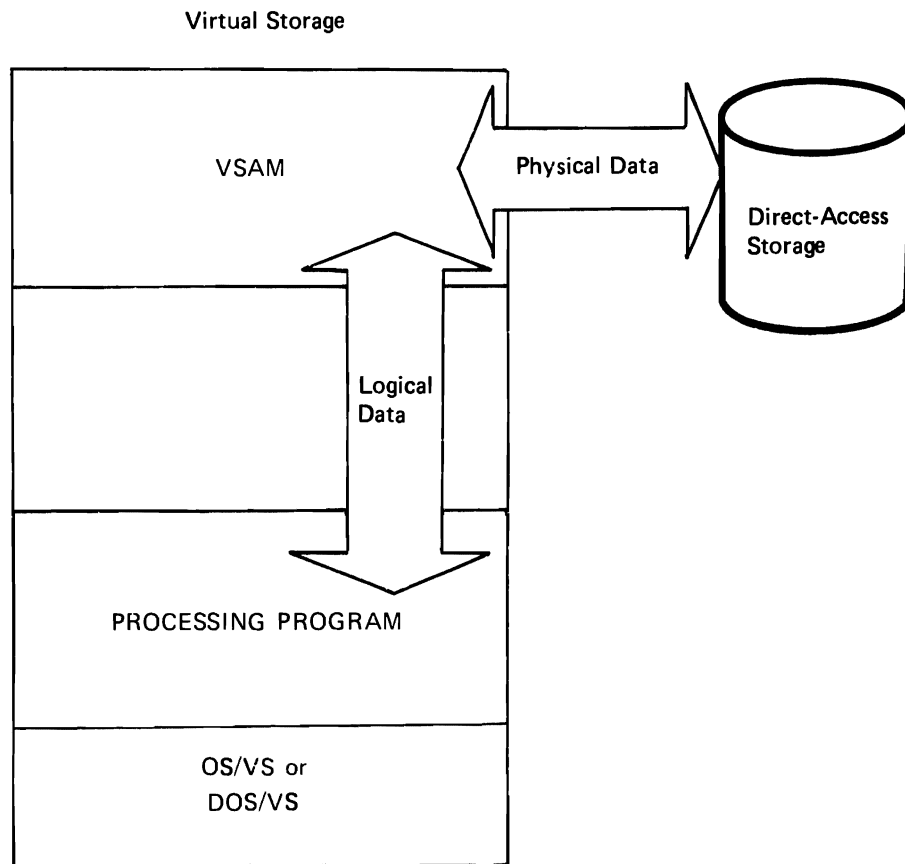 Virtual Storage
VSAM
Physical Data
Direct-Access
Storage
Logical
Data
PROCESSING PROGRAM
OS/VS or
DOS/VS